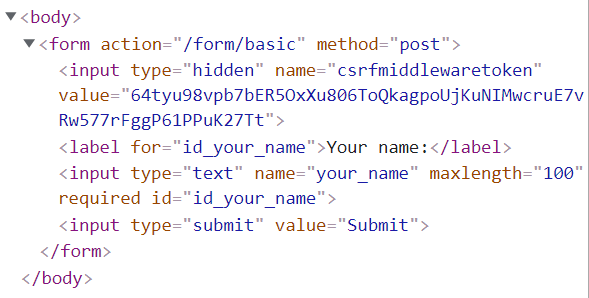 <body>
<form action="/form/basic" method="post">
<input type="hidden" name="csrfmiddlewaretoken"
value="64tyu98vpb7bER5OxXu806ToQkagpoUjKuNIMwcruE7v
Rw577rFggP61PPuK27Tt">
<label for="id_your_name">Your name:</label>
<input type="text" name="your_name" maxlength="100"
required id="id_your_name">
<input type="submit" value="Submit">
</form>
</body>